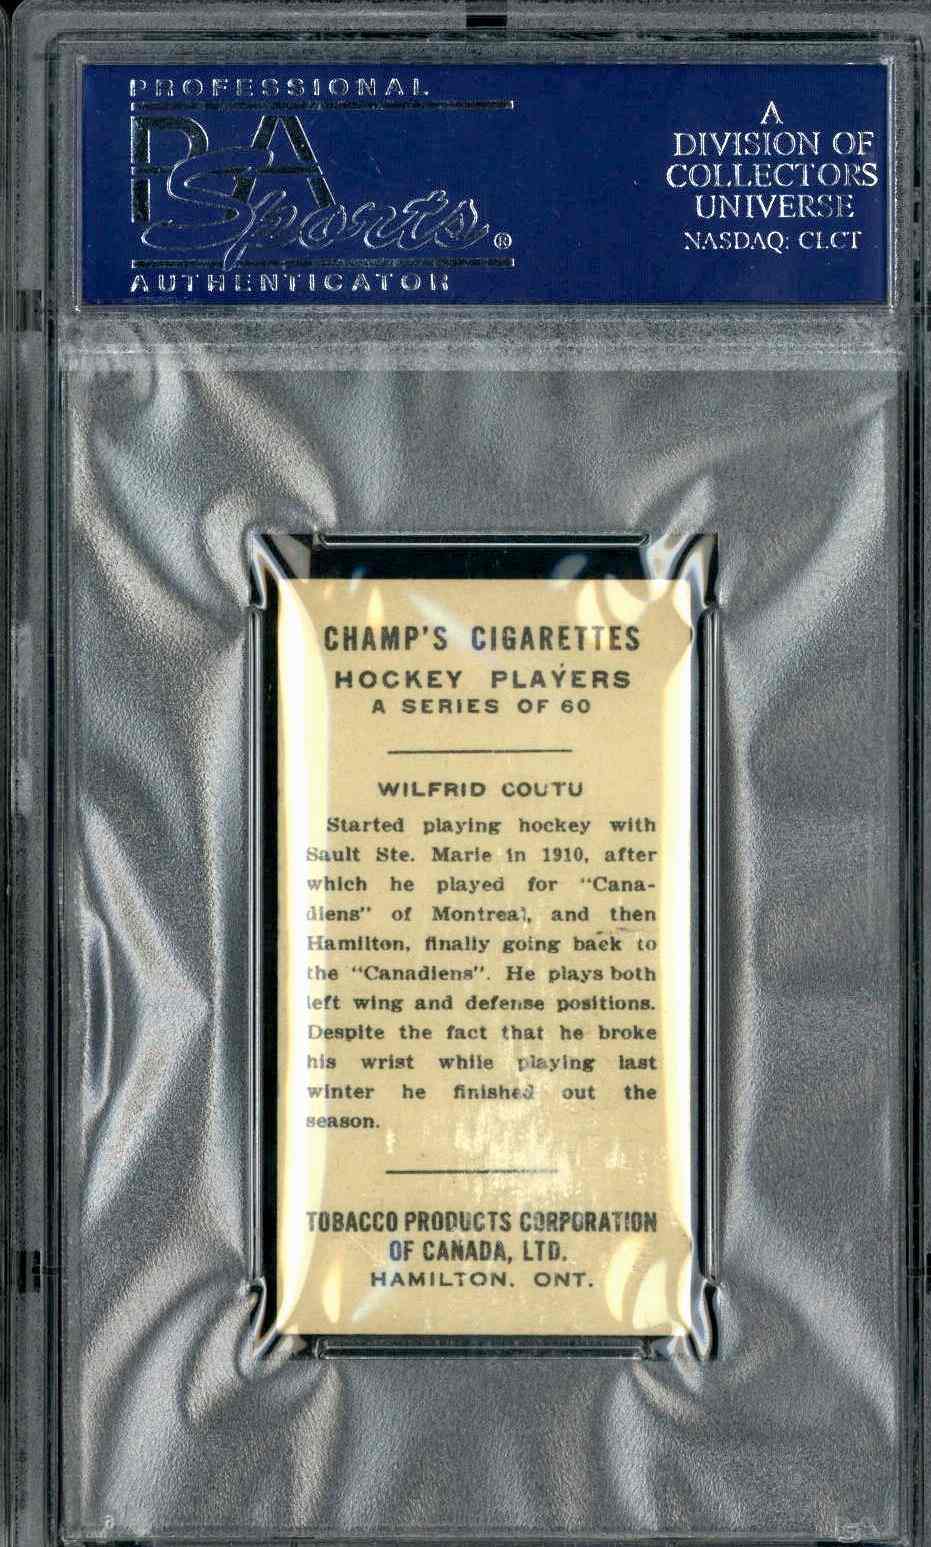 PROFESSIONAL
PSA
Sports®
AUTHENTICATOR
A
DIVISION OF
COLLECTORS
UNIVERSE
NASDAQ: CLCT
CHAMP'S CIGARETTES
HOCKEY PLAYERS
A SERIES OF 60
WILFRID COUTU
Started playing hockey with
Sault Ste. Marie in 1910, after
which he played for "Cana-
diens" of Montreal, and then
Hamilton, finally going back to
the "Canadiens". He plays both
left wing and defense positions.
Despite the fact that he broke
his wrist while playing last
winter he finished out the
season.
TOBACCO PRODUCTS CORPORATION
OF CANADA, LTD.
HAMILTON. ONT.